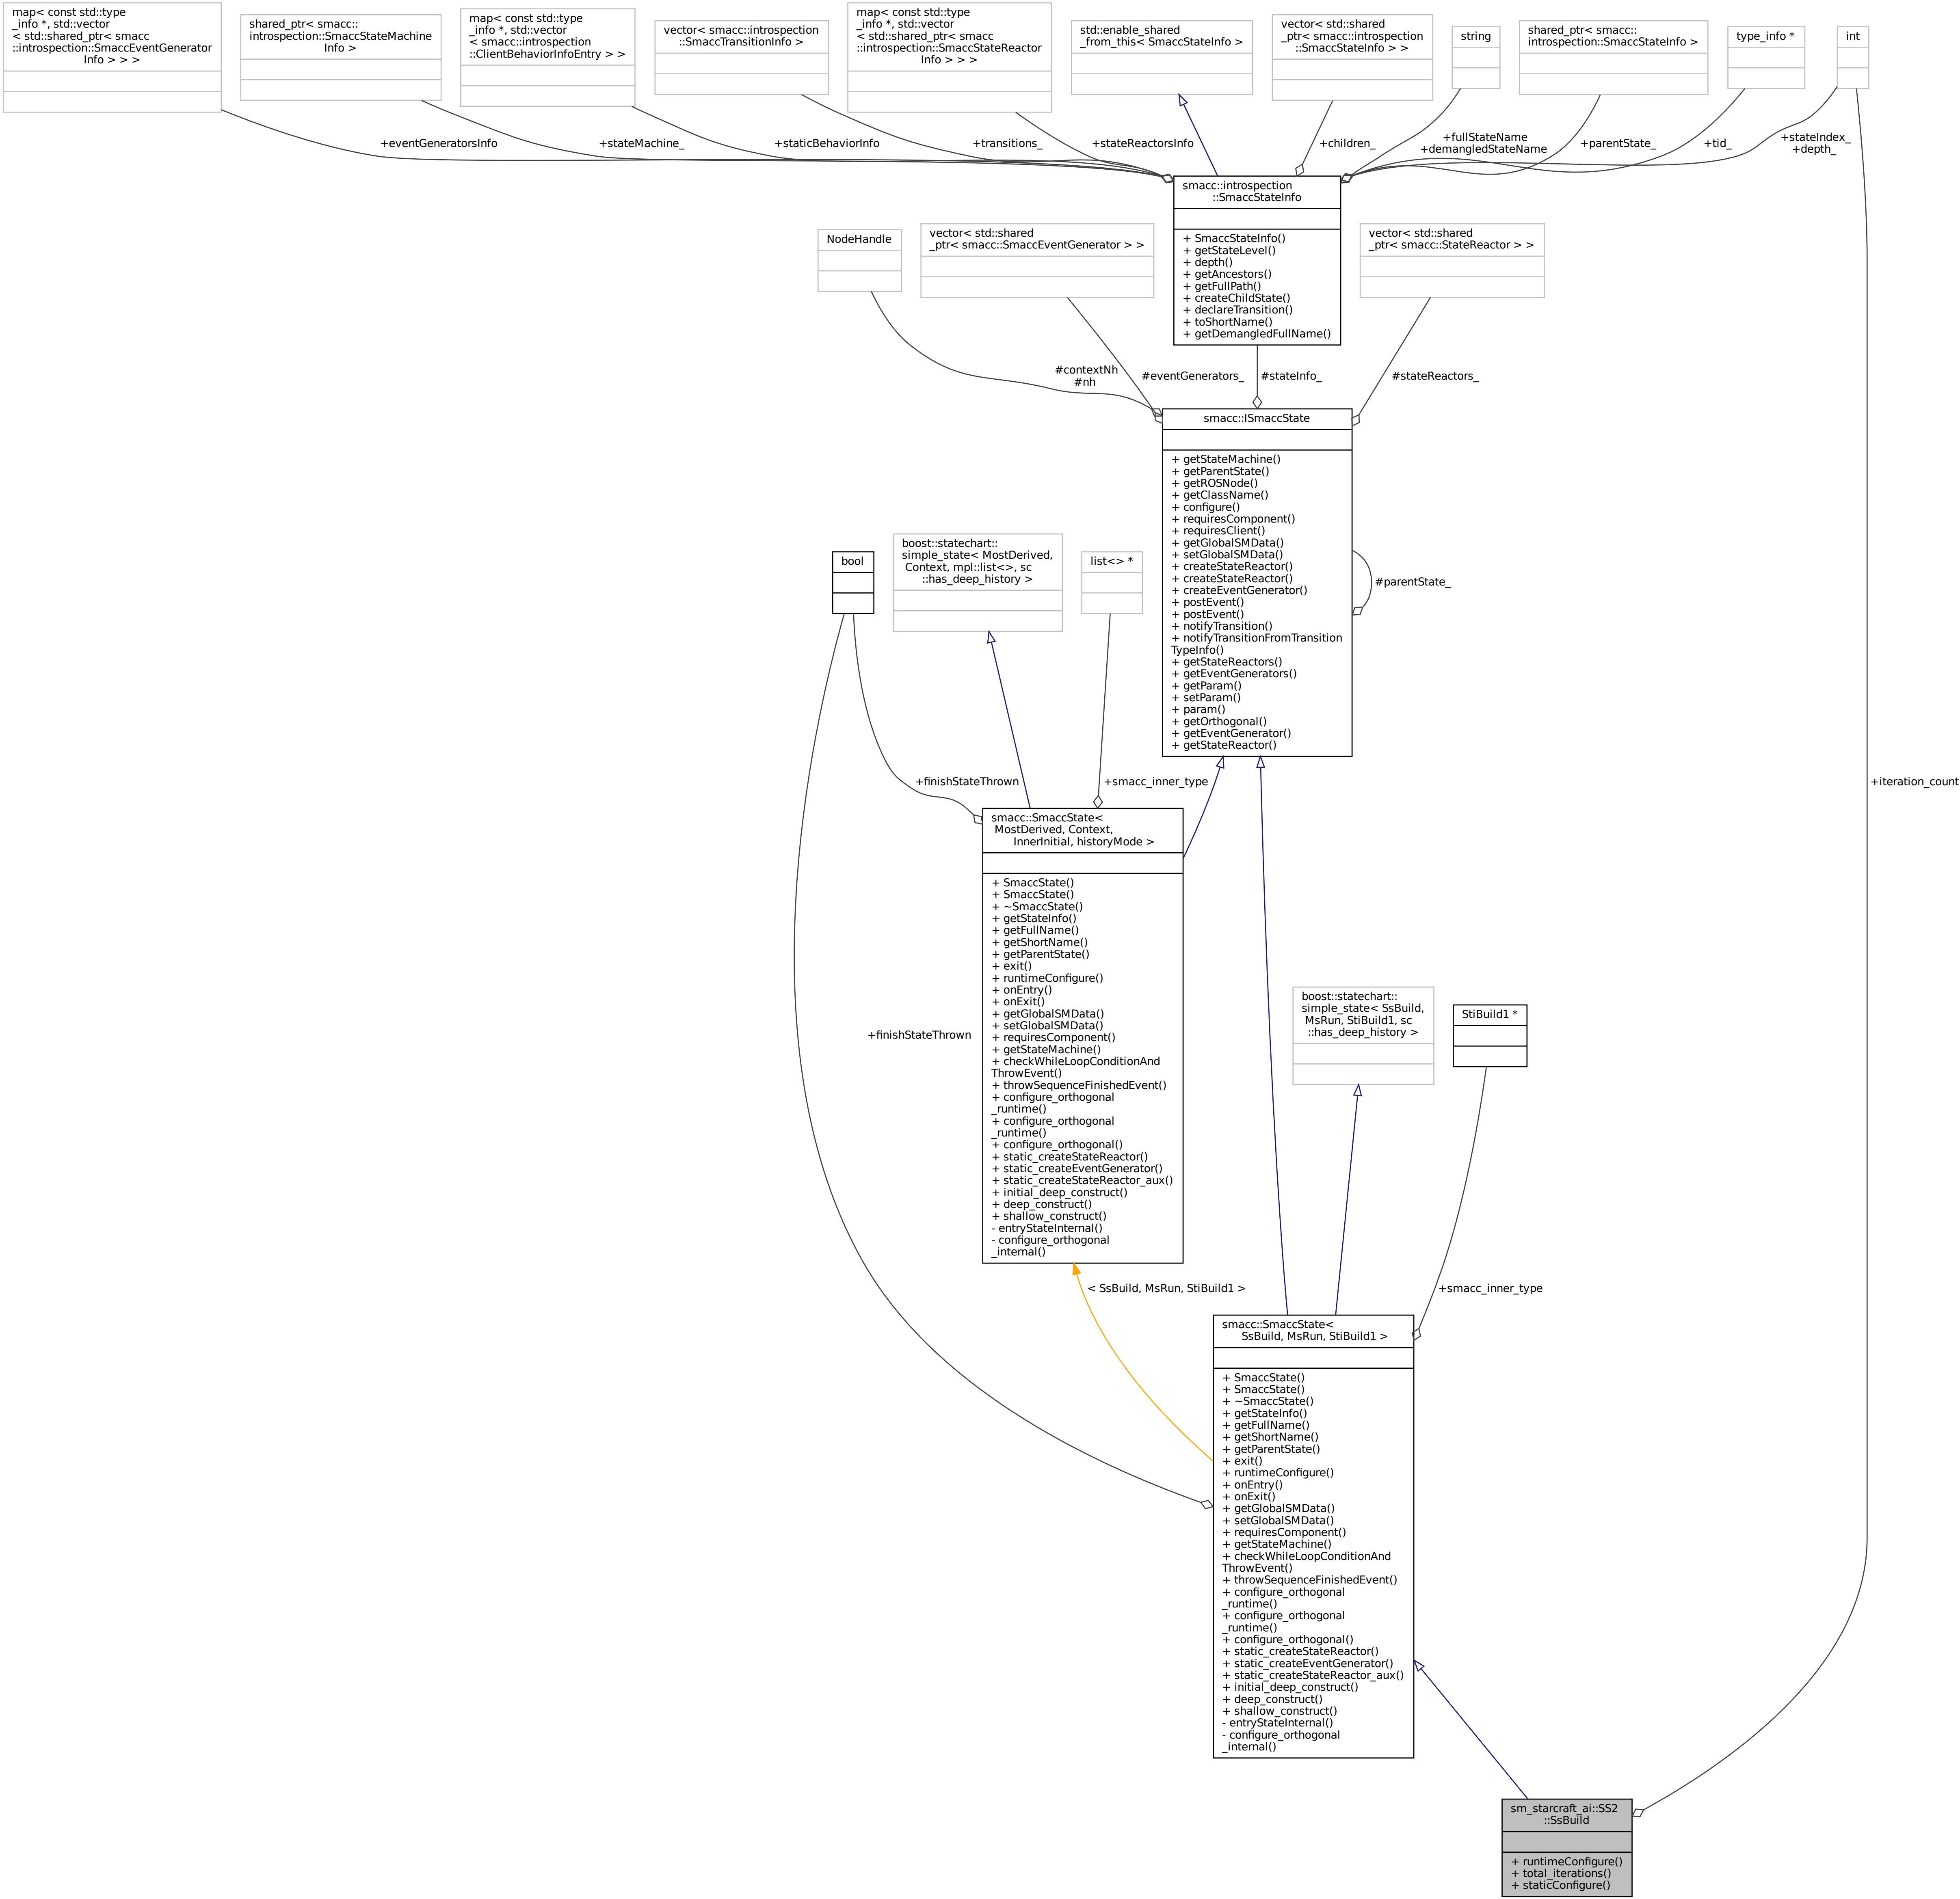 map< const std::type
_info *, std::vector
< std::shared_ptr< smacc
::introspection::SmaccEventGenerator
Info > > >
shared_ptr< smacc::
introspection::SmaccStateMachine
Info >
map< const std::type
_info *, std::vector
< smacc::introspection
::ClientBehaviorInfoEntry > >
vector< smacc::introspection
::SmaccTransitionInfo >
map< const std::type
_info *, std::vector
< std::shared_ptr< smacc
::introspection::SmaccStateReactor
Info > > >
std::enable_shared
_from_this< SmaccStateInfo >
vector< std::shared
_ptr< smacc::introspection
::SmaccStateInfo > >
string
shared_ptr< smacc::
introspection::SmaccStateInfo >
type_info *
int
+eventGeneratorsInfo
+stateMachine_
+staticBehaviorInfo
+transitions_
+stateReactorsInfo
+children_
+fullStateName
+demangledStateName
+parentState_
+tid_
+stateIndex_
+depth_
smacc::introspection
::SmaccStateInfo
+ SmaccStateInfo()
+ getStateLevel()
+ depth()
+ getAncestors()
+ getFullPath()
+ createChildState()
+ declareTransition()
+ toShortName()
+ getDemangledFullName()
NodeHandle
vector< std::shared
_ptr< smacc::SmaccEventGenerator > >
vector< std::shared
_ptr< smacc::StateReactor > >
#contextNh
#nh
#eventGenerators_
#stateInfo_
#stateReactors_
smacc::ISmaccState
+ getStateMachine()
+ getParentState()
+ getROSNode()
+ getClassName()
+ configure()
+ requiresComponent()
+ requiresClient()
+ getGlobalSMData()
+ setGlobalSMData()
+ createStateReactor()
+ createStateReactor()
+ createEventGenerator()
+ postEvent()
+ postEvent()
+ notifyTransition()
+ notifyTransitionFromTransition
TypeInfo()
+ getStateReactors()
+ getEventGenerators()
+ getParam()
+ setParam()
+ param()
+ getOrthogonal()
+ getEventGenerator()
+ getStateReactor()
#parentState_
bool
boost::statechart::
simple_state< MostDerived,
Context, mpl::list<>, sc
::has_deep_history >
list<> *
+finishStateThrown
+smacc_inner_type
+iteration_count
smacc::SmaccState<
MostDerived, Context,
InnerInitial, historyMode >
+ SmaccState()
+ SmaccState()
+ ~SmaccState()
+ getStateInfo()
+ getFullName()
+ getShortName()
+ getParentState()
+ exit()
+ runtimeConfigure()
+ onEntry()
+ onExit()
+ getGlobalSMData()
+ setGlobalSMData()
+ requiresComponent()
+ getStateMachine()
+ checkWhileLoopConditionAnd
ThrowEvent()
+ throwSequenceFinishedEvent()
+ configure_orthogonal
_runtime()
+ configure_orthogonal
_runtime()
+ configure_orthogonal()
+ static_createStateReactor()
+ static_createEventGenerator()
+ static_createStateReactor_aux()
+ initial_deep_construct()
+ deep_construct()
+ shallow_construct()
- entryStateInternal()
- configure_orthogonal
_internal()
+finishStateThrown
boost::statechart::
simple_state< SsBuild,
MsRun, StiBuild1, sc
::has_deep_history >
StiBuild1 *
< SsBuild, MsRun, StiBuild1 >
+smacc_inner_type
smacc::SmaccState<
SsBuild, MsRun, StiBuild1 >
+ SmaccState()
+ SmaccState()
+ ~SmaccState()
+ getStateInfo()
+ getFullName()
+ getShortName()
+ getParentState()
+ exit()
+ runtimeConfigure()
+ onEntry()
+ onExit()
+ getGlobalSMData()
+ setGlobalSMData()
+ requiresComponent()
+ getStateMachine()
+ checkWhileLoopConditionAnd
ThrowEvent()
+ throwSequenceFinishedEvent()
+ configure_orthogonal
_runtime()
+ configure_orthogonal
_runtime()
+ configure_orthogonal()
+ static_createStateReactor()
+ static_createEventGenerator()
+ static_createStateReactor_aux()
+ initial_deep_construct()
+ deep_construct()
+ shallow_construct()
- entryStateInternal()
- configure_orthogonal
_internal()
sm_starcraft_ai::SS2
::SsBuild
+ runtimeConfigure()
+ total_iterations()
+ staticConfigure()